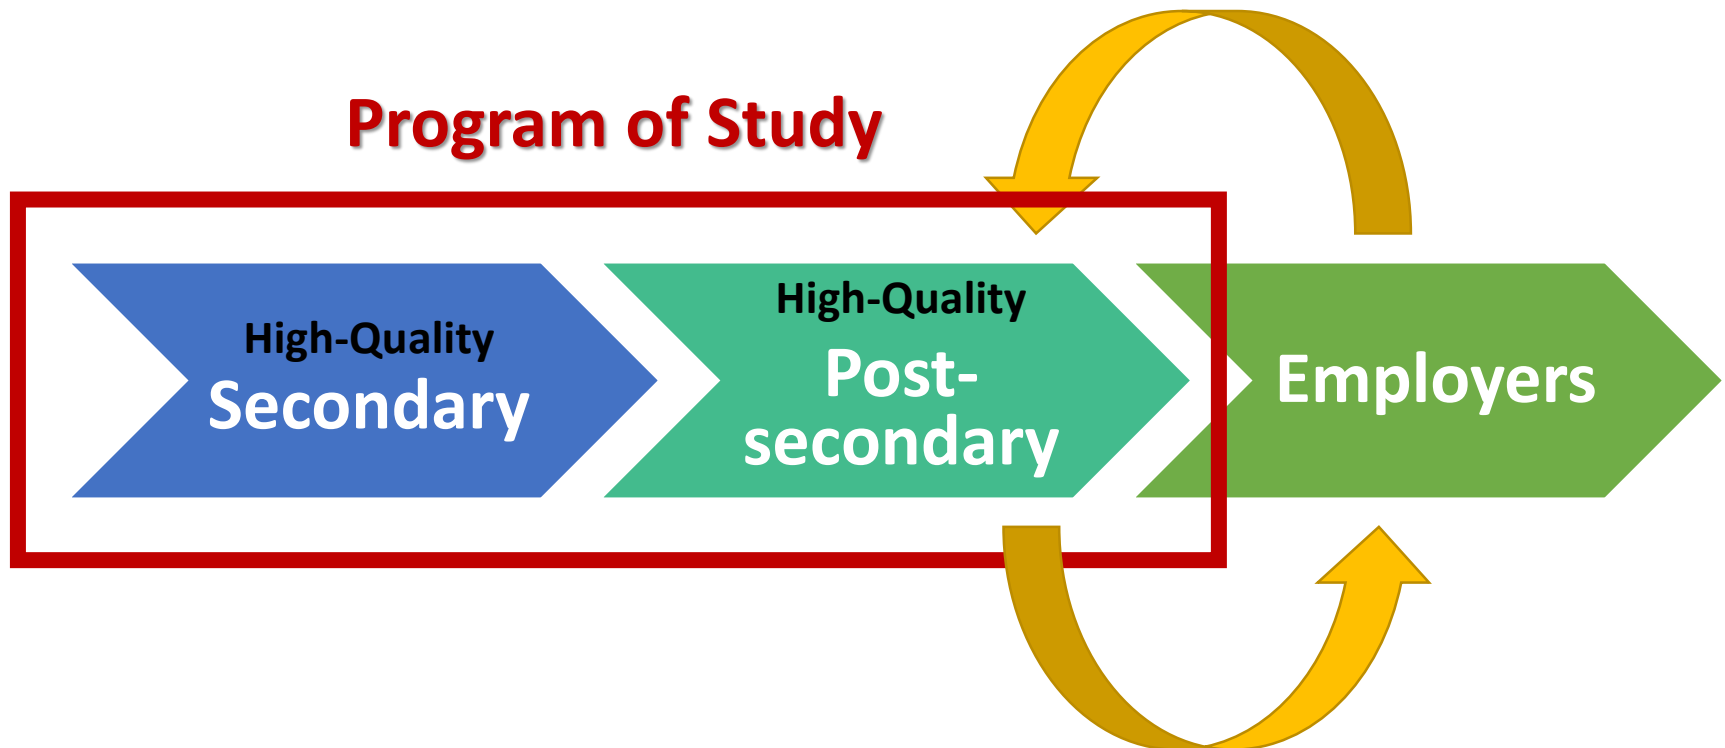 Program of Study
High-Quality
Secondary
High-Quality
Post-
secondary
Employers